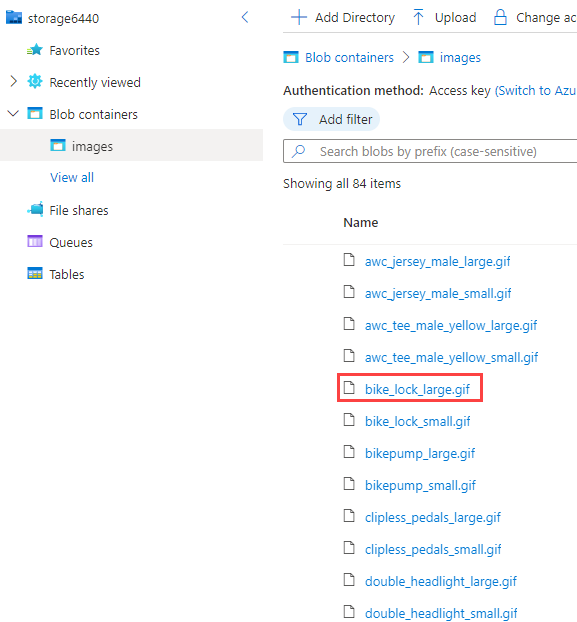 storage6440
Favorites
Recently viewed
Blob containers
images
View all
File shares
Queues
Tables
Add Directory Upload Change ac
Blob containers images
Authentication method: Access key (Switch to Azu
Add filter
Search blobs by prefix (case-sensitive)
Showing all 84 items
Name
awc_jersey_male_large.gif
awc_jersey_male_small.gif
awc_tee_male_yellow_large.gif
awc_tee_male_yellow_small.gif
bike_lock_large.gif
bike_lock_small.gif
bikepump_large.gif
bikepump_small.gif
clipless_pedals_large.gif
clipless_pedals_small.gif
double_headlight_large.gif
double_headlight_small.gif